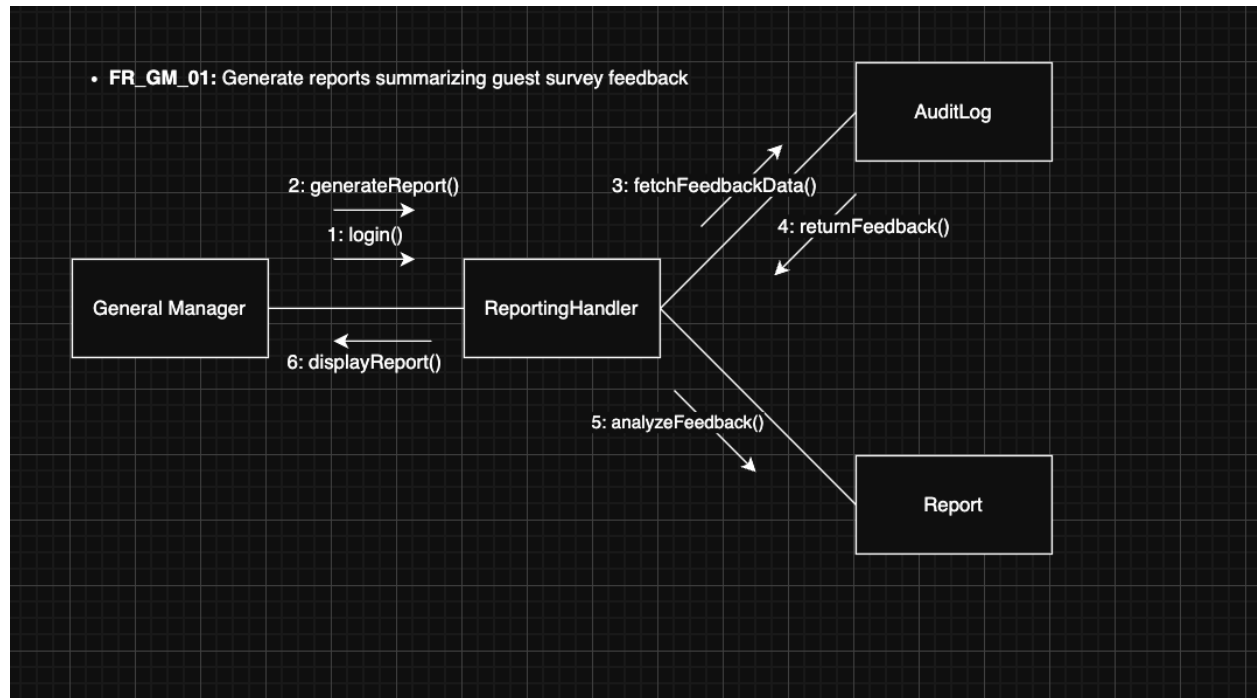 • FR_GM_01: Generate reports summarizing guest survey feedback
AuditLog
2: generateReport()
3: fetchFeedbackData()
1: login()
4: returnFeedback()
General Manager
ReportingHandler
6: displayReport()
5: analyzeFeedback()
Report